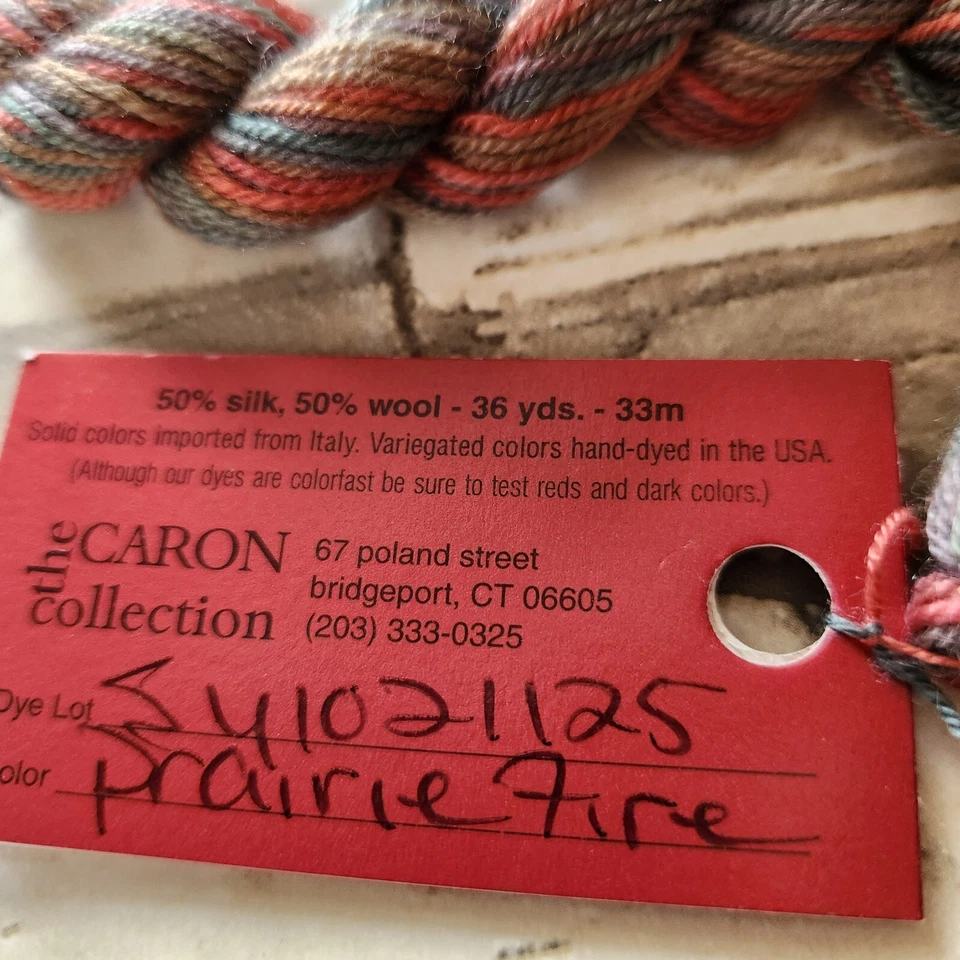 50% silk, 50% wool - 36 yds. - 33m
Solid colors imported from Italy. Variegated colors hand-dyed in the USA.
(Although our dyes are colorfast be sure to test reds and dark colors.)
the CARON collection
67 poland street
bridgeport, CT 06605
(203) 333-0325
Dye Lot
olor prairie Fire